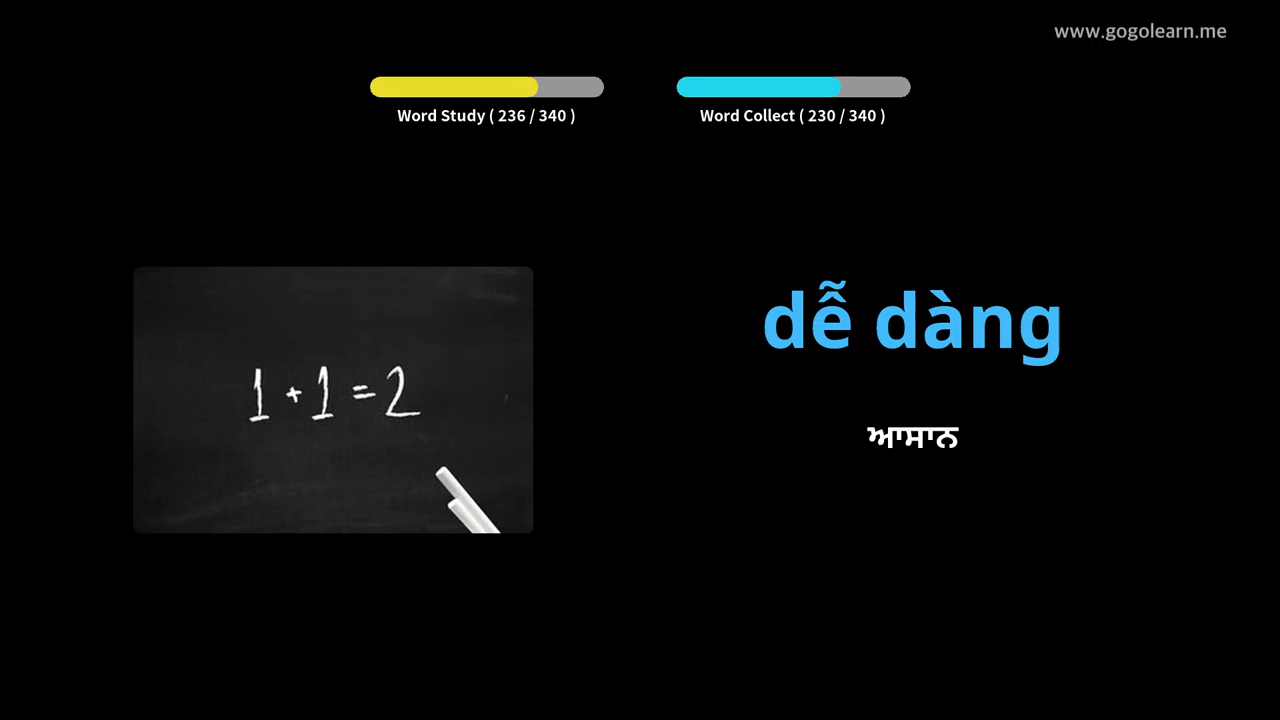 www.gogolearn.me
Word Study ( 236 / 340 )
Word Collect ( 230 / 340 )
1 + 1 = 2
dễ dàng
ਆਸਾਨ